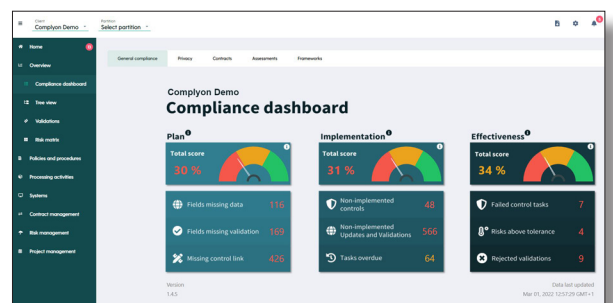 Client
Complyon Demo
Partition
Select partition
Home
Overview
Compliance dashboard
Tree view
Validations
Risk matrix
Policies and procedures
Processing activities
Systems
Contract management
Risk management
Project management
General compliance Privacy Contracts Assessments Frameworks
Complyon Demo
Compliance dashboard
Plan
Total score
30 %
Fields missing data 116
Fields missing validation 169
Missing control link 426
Implementation
Total score
31 %
Non-implemented
controls 48
Non-implemented
Updates and Validations 566
Tasks overdue 64
Effectiveness
Total score
34 %
Failed control tasks 7
Risks above tolerance 4
Rejected validations 9
Version
1.4.5
Data last updated
Mar 01, 2022 12:57:29 GMT+1